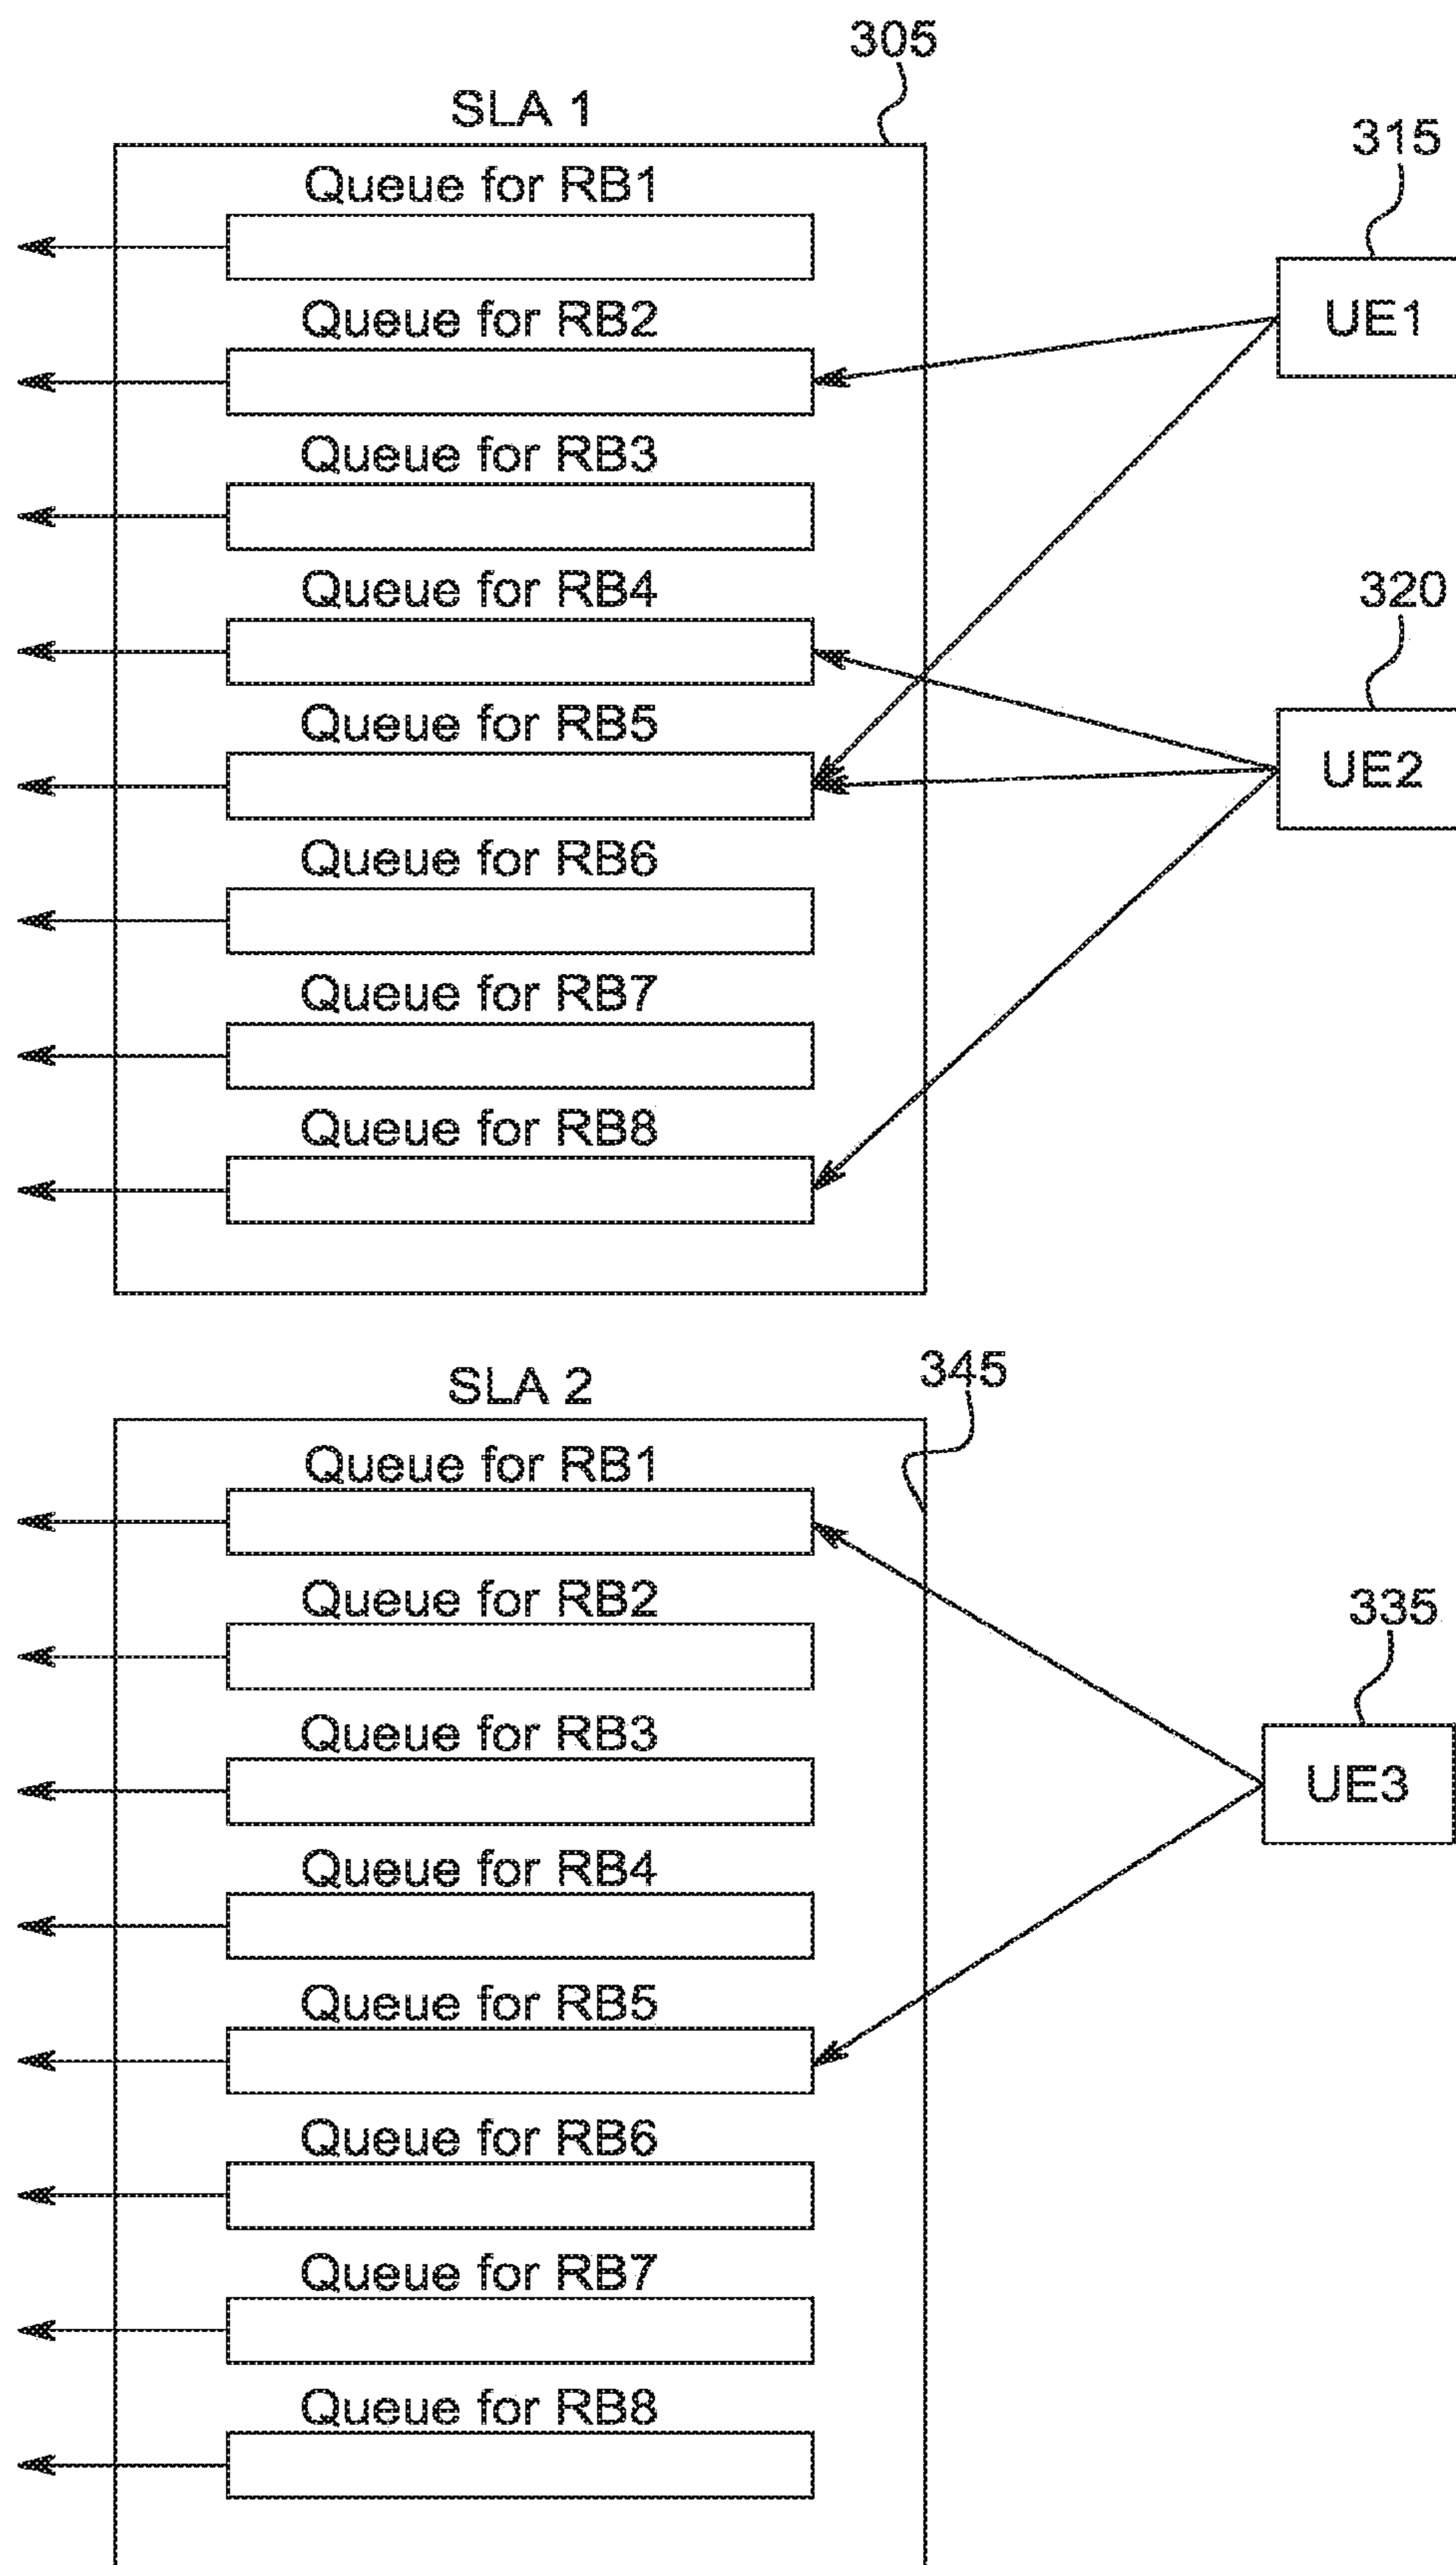 305
SLA 1
315
Queue for RB1
Queue for RB2
UE1
Queue for RB3
Queue for RB4
320
Queue for RB5
UE2
Queue for RB6
Queue for RB7
Queue for RB8
345
SLA 2
Queue for RB1
Queue for RB2
335
Queue for RB3
UE3
Queue for RB4
Queue for RB5
Queue for RB6
Queue for RB7
Queue for RB8